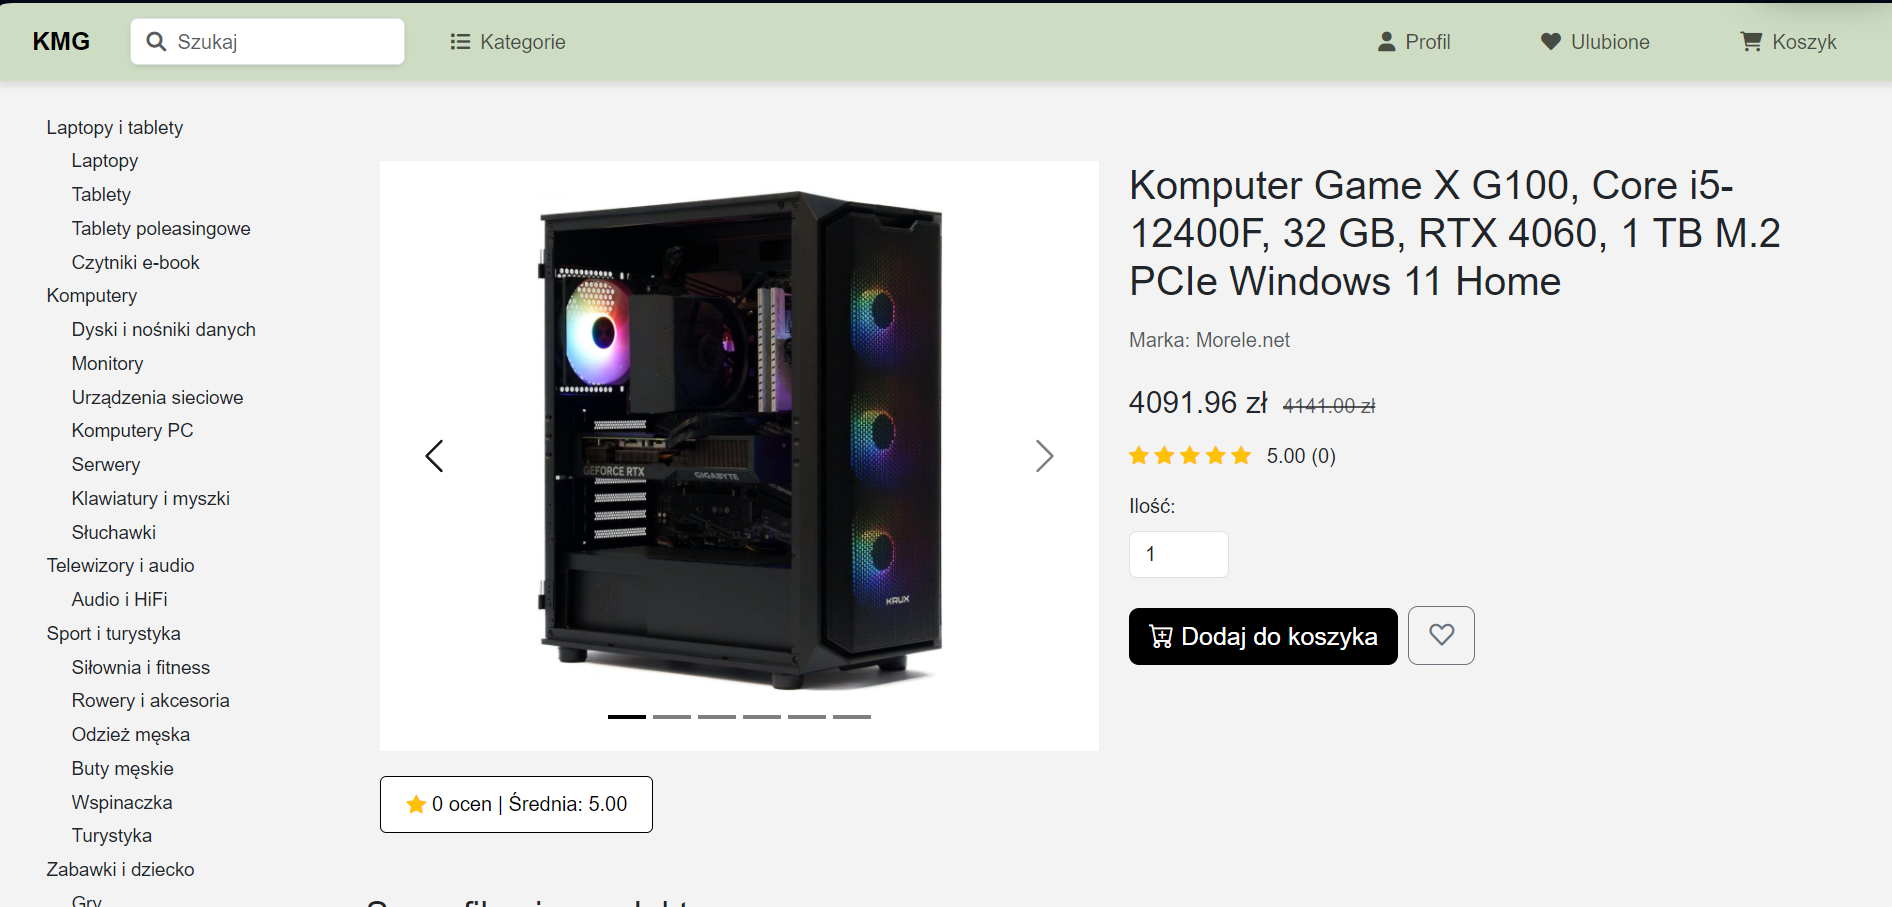 KMG
Szukaj
Kategorie
Profil
Ulubione
Koszyk
Laptopy i tablety
Laptopy
Tablety
Tablety poleasingowe
Czytniki e-book
Komputery
Dyski i nośniki danych
Monitory
Urządzenia sieciowe
Komputery PC
Serwery
Klawiatury i myszki
Słuchawki
Telewizory i audio
Audio i HiFi
Sport i turystyka
Siłownia i fitness
Rowery i akcesoria
Odzież męska
Buty męskie
Wspinaczka
Turystyka
Zabawki i dziecko
Gry
GEFORCE RTX
GIGABYTE
KRUX
0 ocen | Średnia: 5.00
Komputer Game X G100, Core i5-
12400F, 32 GB, RTX 4060, 1 TB M.2
PCIe Windows 11 Home
Marka: Morele.net
4091.96 zł 4141.00 zł
5.00 (0)
Ilość:
1
Dodaj do koszyka